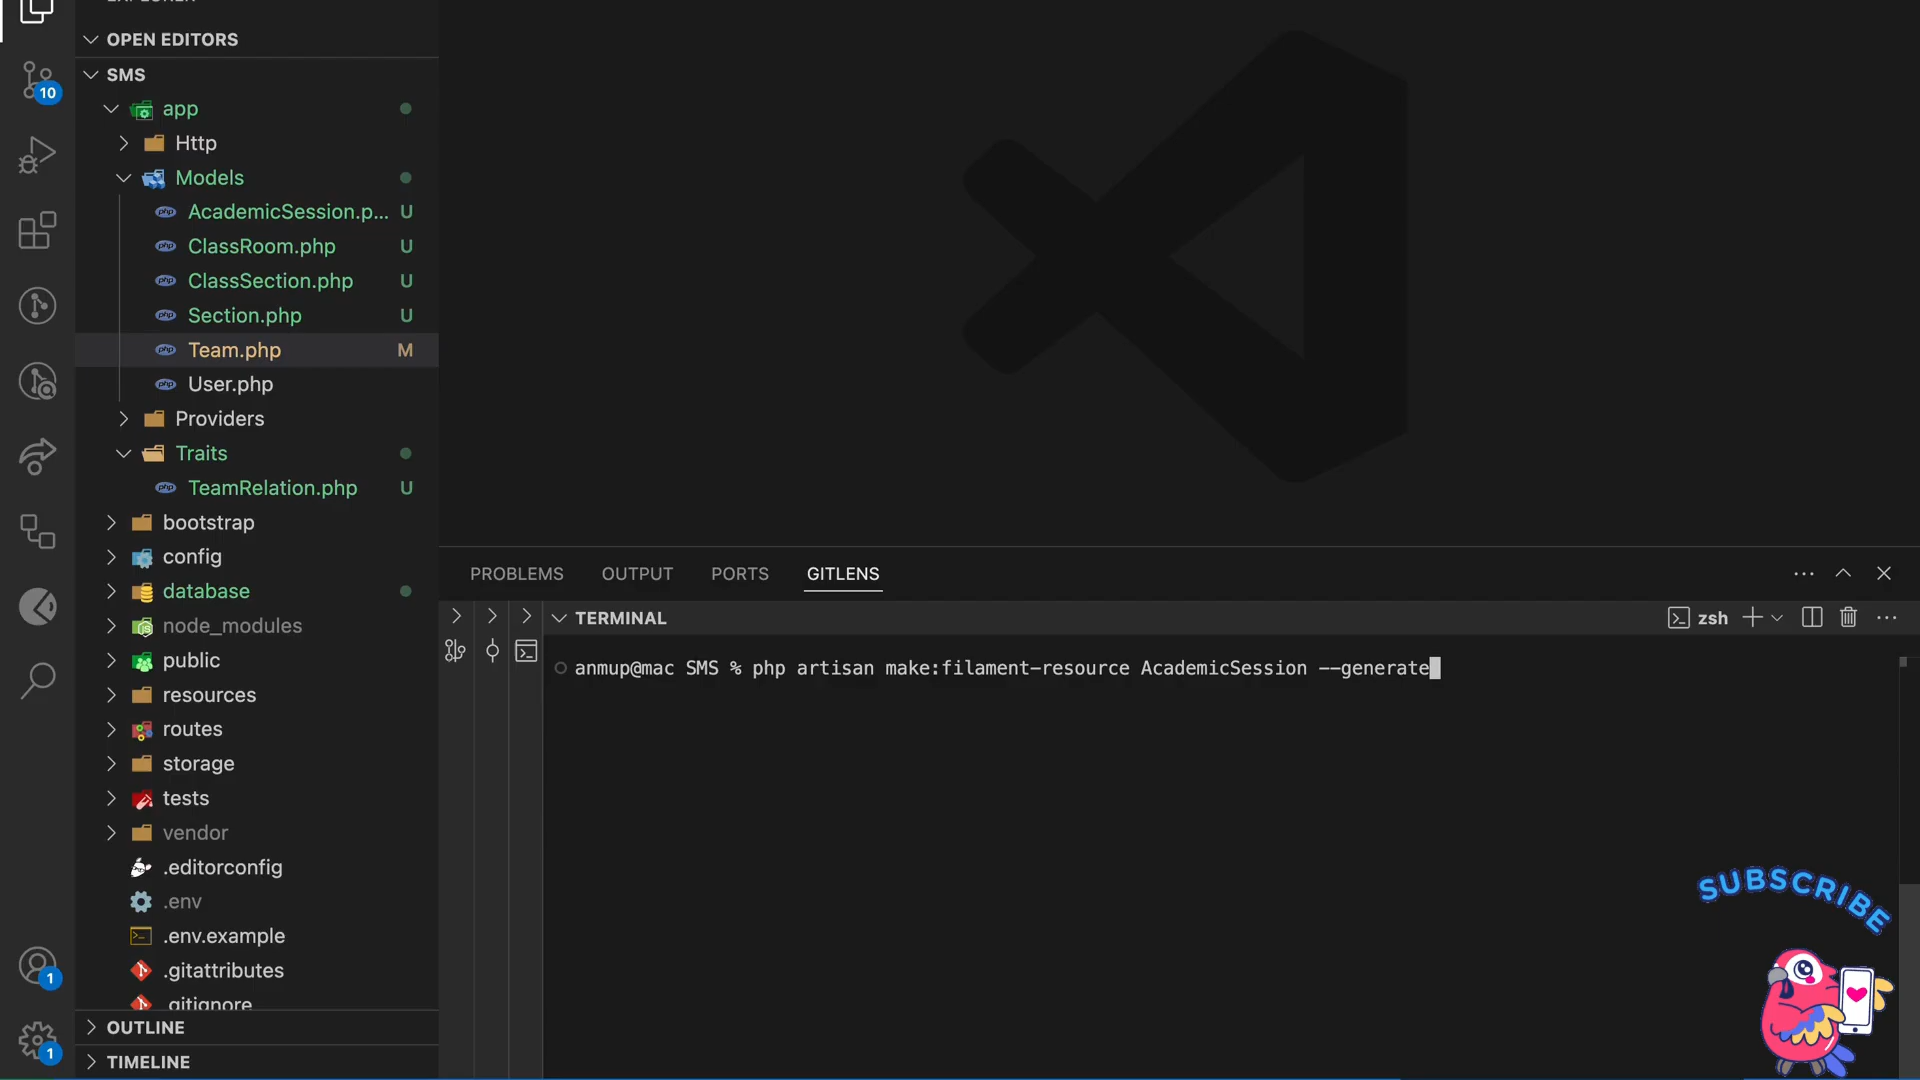 OPEN EDITORS
SMS
10
app
Http
Models
AcademicSession.p... U
ClassRoom.php U
ClassSection.php U
Section.php U
Team.php M
User.php
Providers
Traits
TeamRelation.php U
bootstrap
config
database
node_modules
public
resources
routes
storage
tests
vendor
.editorconfig
.env
.env.example
.gitattributes
.gitignore
OUTLINE
TIMELINE
1
1
PROBLEMS OUTPUT PORTS GITLENS
TERMINAL
zsh
anmup@mac SMS % php artisan make:filament-resource AcademicSession --generate
SUBSCRIBE